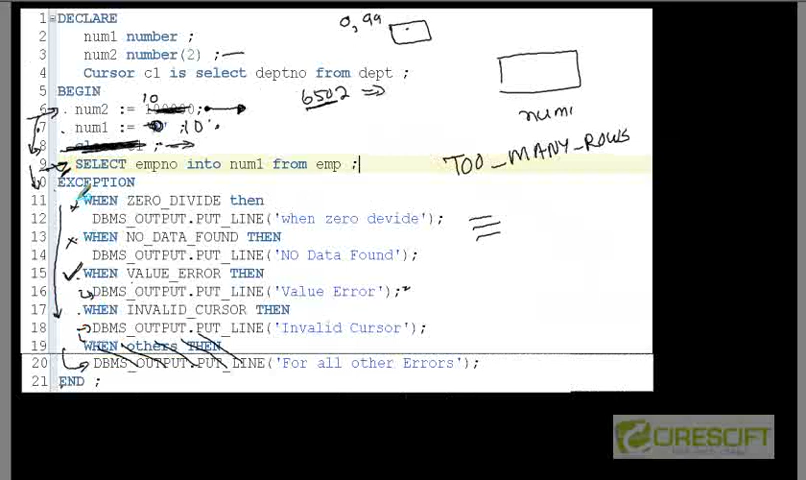 1 DECLARE
2 num1 number ;
3 num2 number(2) ;
4 Cursor c1 is select deptno from dept ;
5 BEGIN
6 num2 := 10
7 num1 := ;'10';
8
9 SELECT empno into num1 from emp ;
10 EXCEPTION
11 WHEN ZERO_DIVIDE then
12 DBMS_OUTPUT.PUT_LINE('when zero devide');
13 WHEN NO_DATA_FOUND THEN
14 DBMS_OUTPUT.PUT_LINE('NO Data Found');
15 WHEN VALUE_ERROR THEN
16 DBMS_OUTPUT.PUT_LINE('Value Error');
17 WHEN INVALID_CURSOR THEN
18 DBMS_OUTPUT.PUT_LINE('Invalid Cursor');
19 WHEN others THEN
20 DBMS_OUTPUT.PUT_LINE('For all other Errors');
21 END ;
0,99
6502
num1
TOO_MANY_ROWS